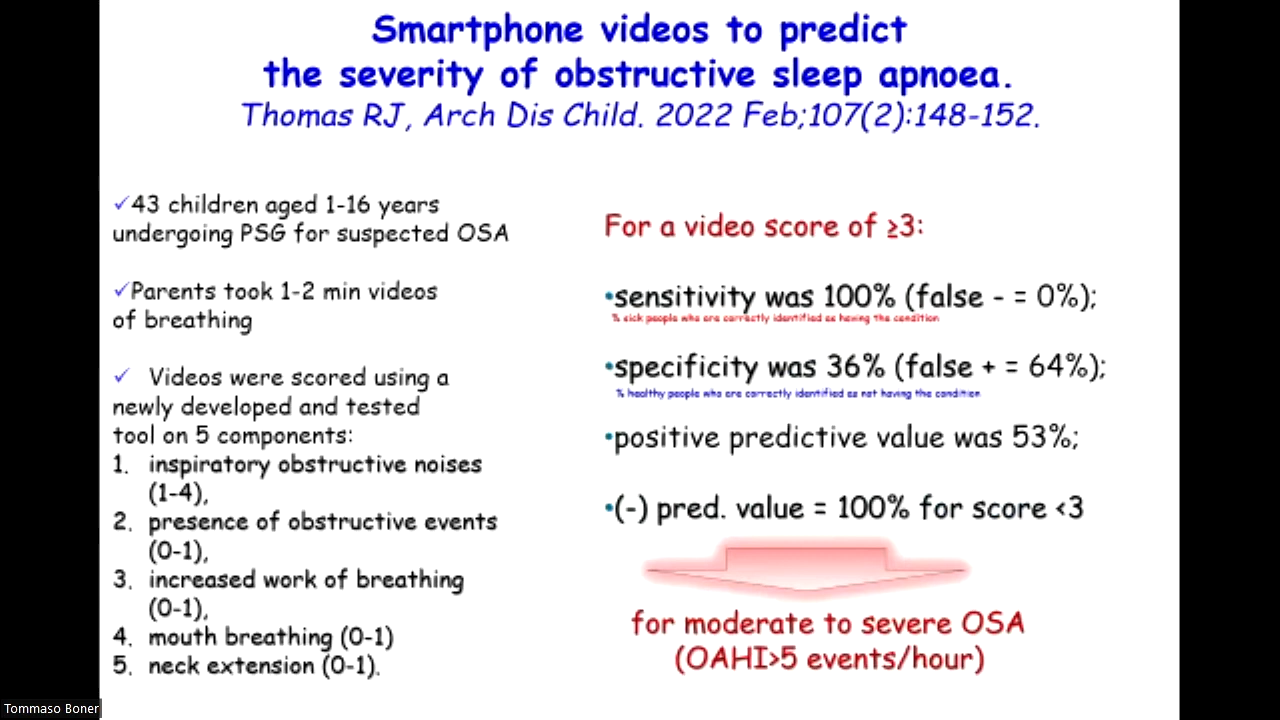 Smartphone videos to predict
the severity of obstructive sleep apnoea.
Thomas RJ, Arch Dis Child. 2022 Feb;107(2):148-152.
✓43 children aged 1-16 years
undergoing PSG for suspected OSA
✓Parents took 1-2 min videos
of breathing
✓ Videos were scored using a
newly developed and tested
tool on 5 components:
1. inspiratory obstructive noises
(1-4),
2. presence of obstructive events
(0-1),
3. increased work of breathing
(0-1),
4. mouth breathing (0-1)
5. neck extension (0-1).
For a video score of ≥3:
•sensitivity was 100% (false - = 0%);
% sick people who are correctly identified as having the condition
•specificity was 36% (false + = 64%);
% healthy people who are correctly identified as not having the condition
•positive predictive value was 53%;
•(-) pred. value = 100% for score <3
for moderate to severe OSA
(OAHI>5 events/hour)
Tommaso Boner